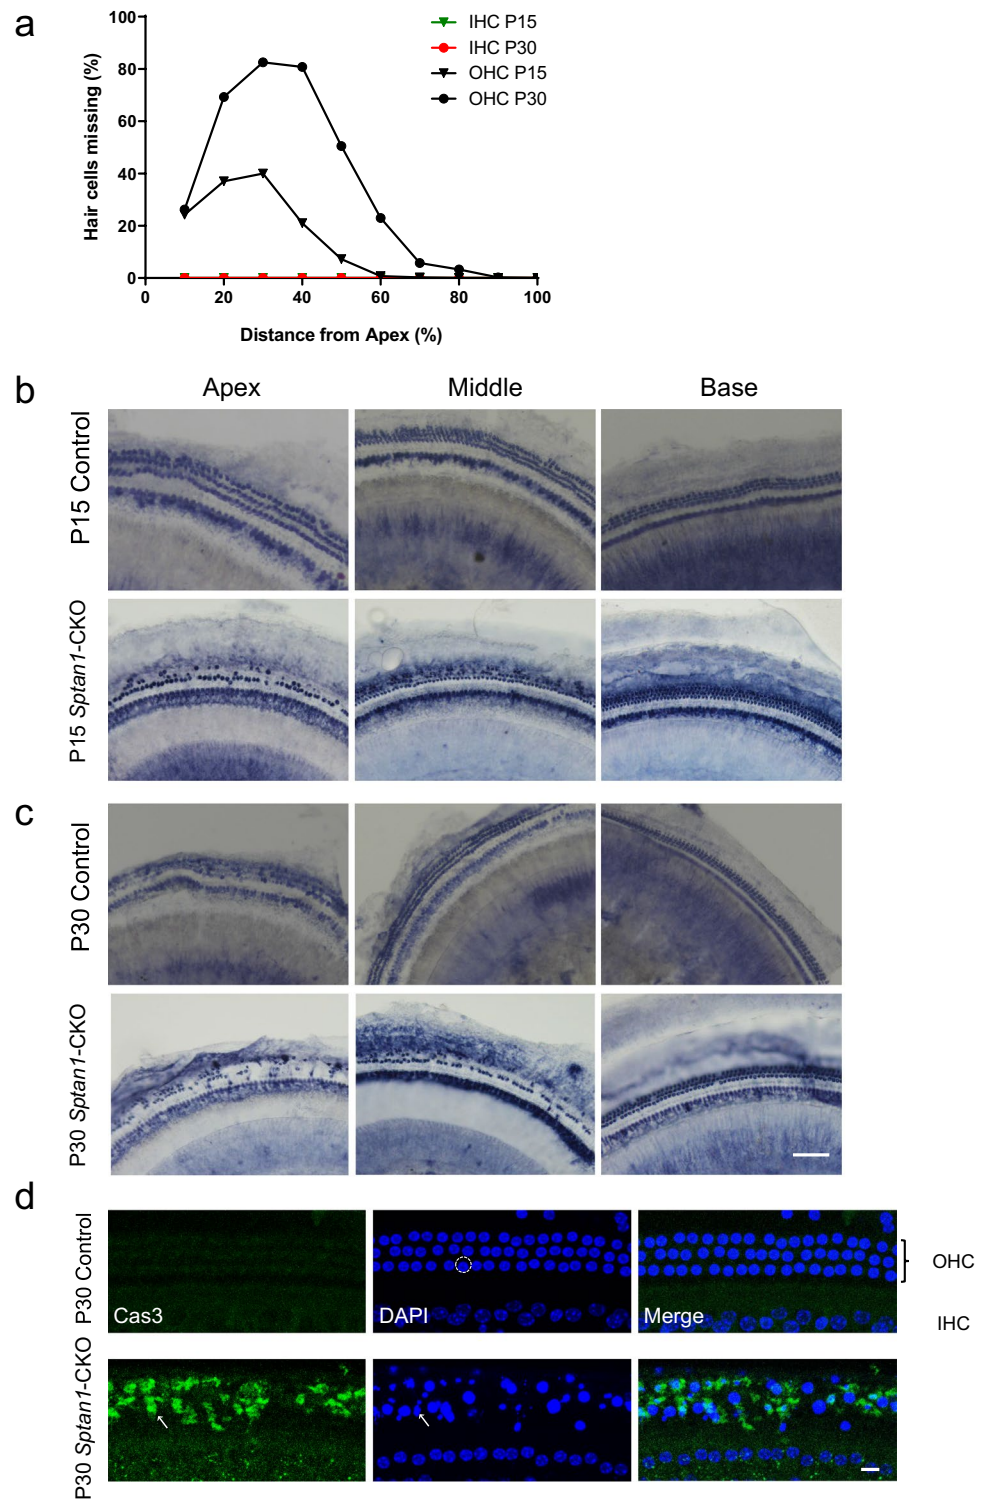 a
IHC P15
IHC P30
OHC P15
OHC P30
Hair cells missing (%)
100
80
60
40
20
0
0 20 40 60 80 100
Distance from Apex (%)
b
Apex Middle Base
P15 Control
P15 Sptan1-CKO
c
P30 Control
P30 Sptan1-CKO
d
P30 Control
Cas3 DAPI Merge
OHC
IHC
P30 Sptan1-CKO